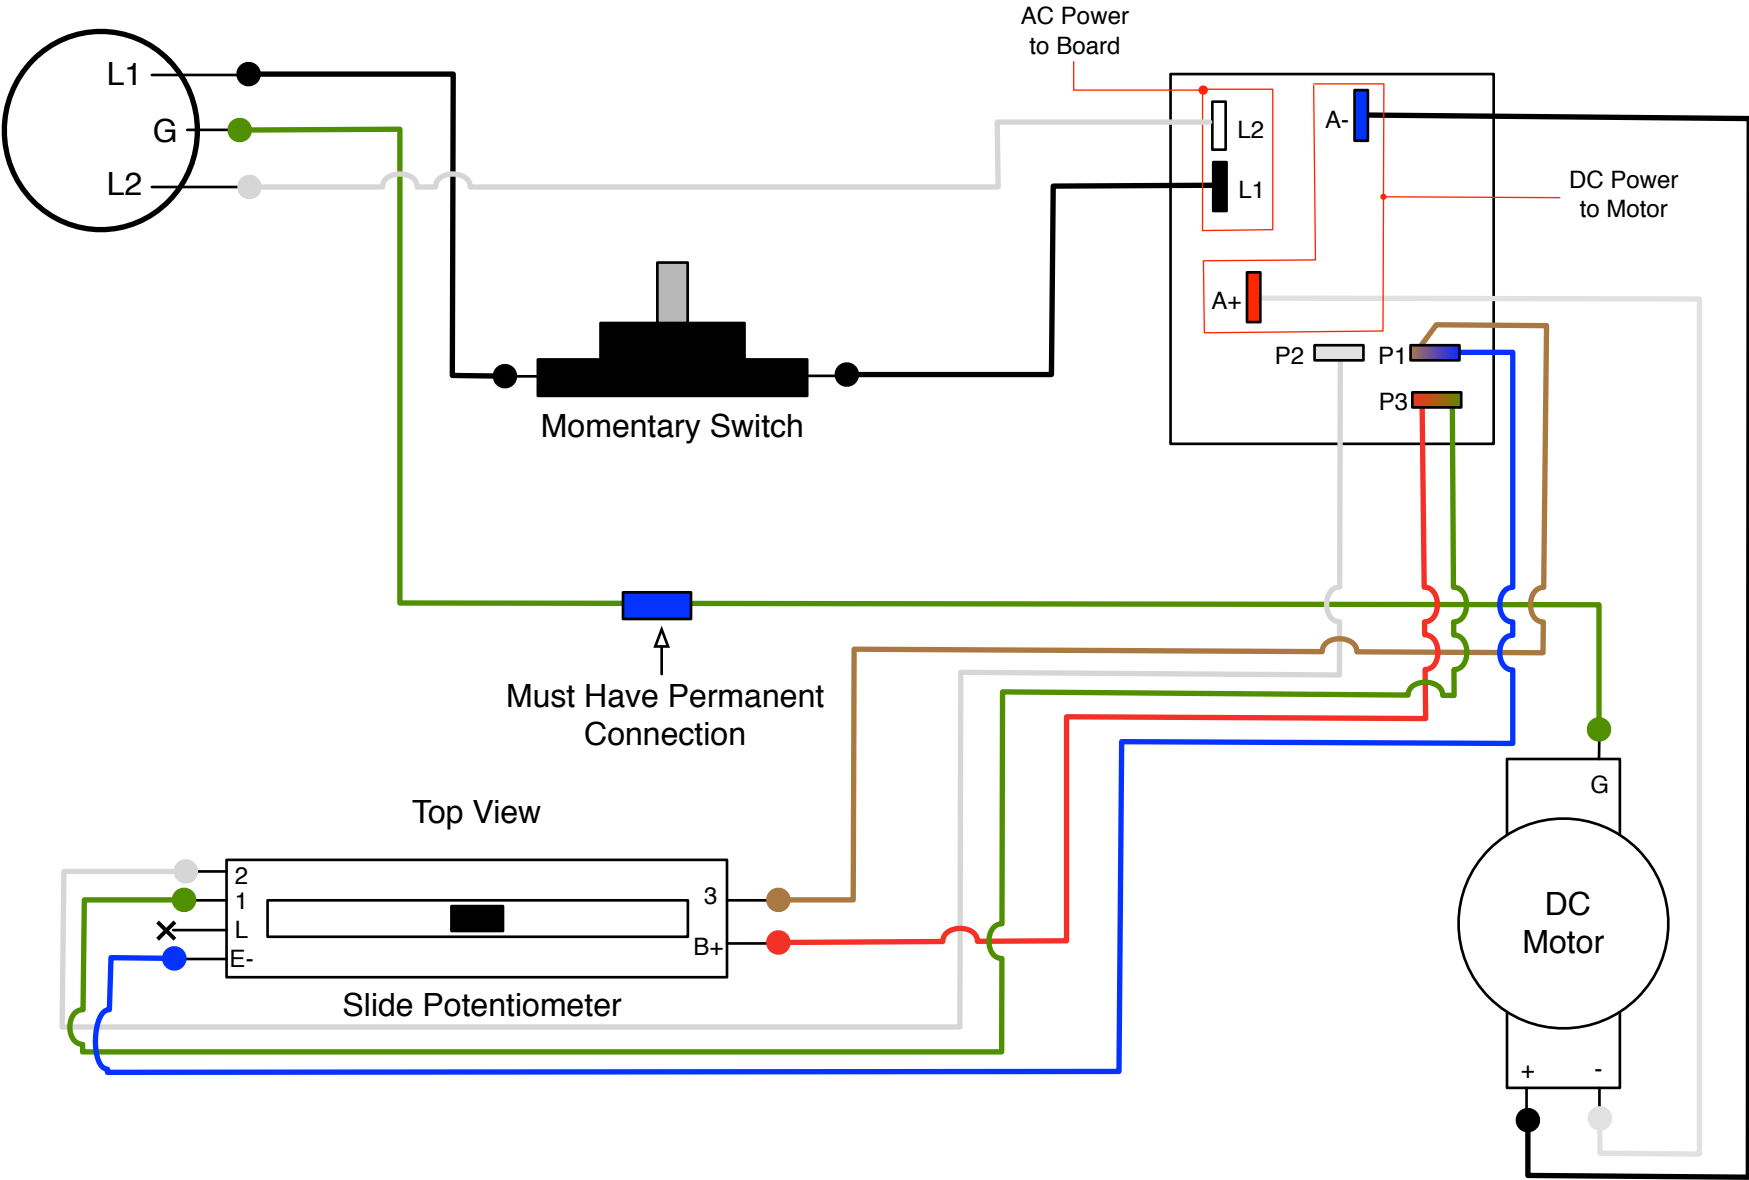 AC Power
to Board
L1
G
L2
L2
L1
A-
DC Power
to Motor
A+
P2
P1
P3
Momentary Switch
Must Have Permanent
Connection
Top View
2
1
L
E-
3
B+
Slide Potentiometer
G
DC
Motor
+
-